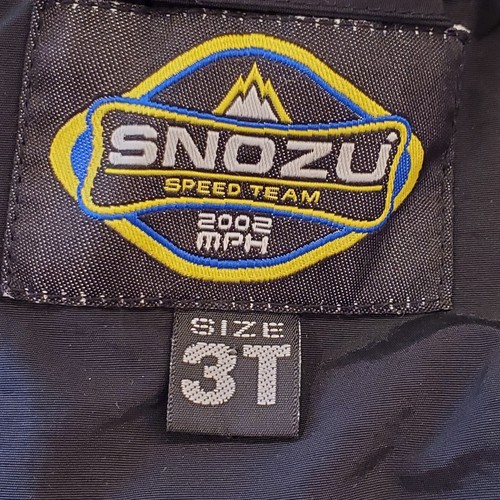 SNOZU
SPEED TEAM
2002
MPH
SIZE
3T